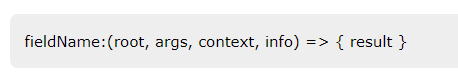 fieldName:(root, args, context, info) => { result }